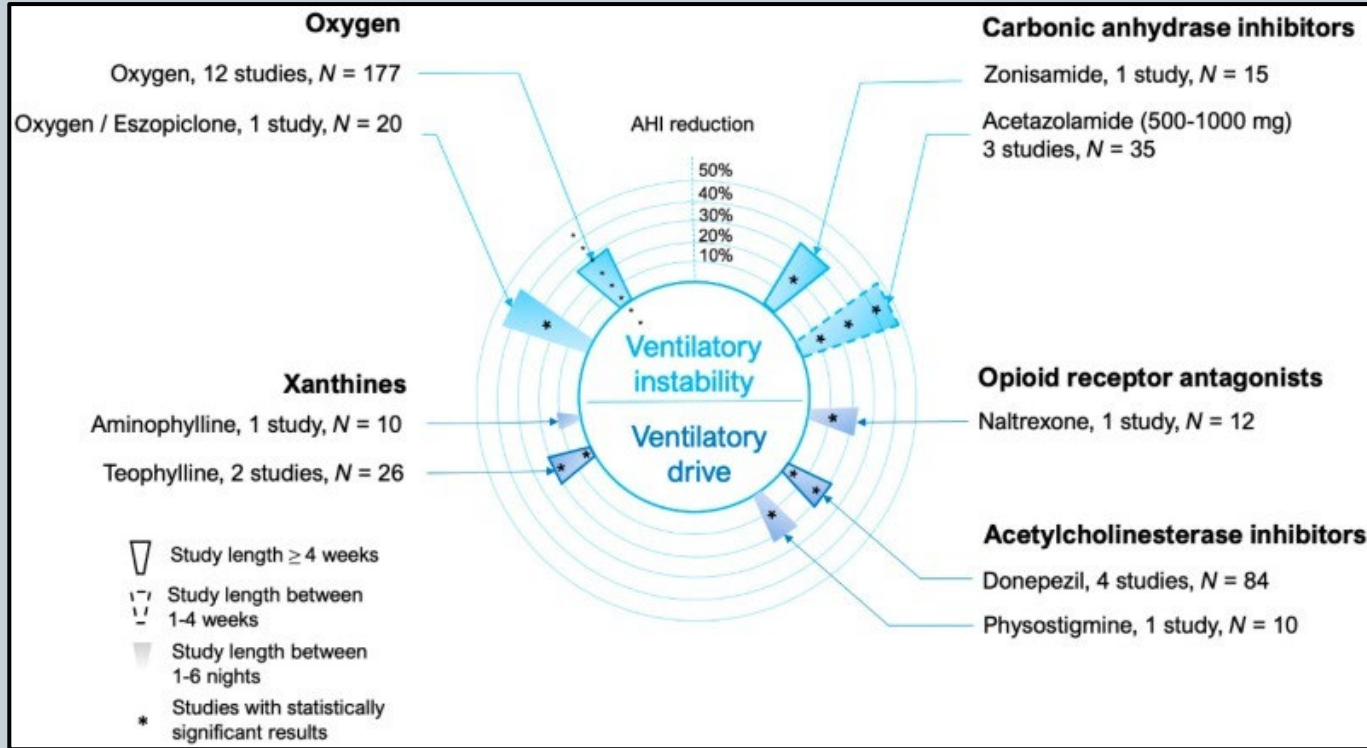 Oxygen
Oxygen, 12 studies, N = 177
Oxygen / Eszopiclone, 1 study, N = 20
Carbonic anhydrase inhibitors
Zonisamide, 1 study, N = 15
Acetazolamide (500-1000 mg)
3 studies, N = 35
AHI reduction
50%
40%
30%
20%
10%
Ventilatory
instability
Ventilatory
drive
Xanthines
Aminophylline, 1 study, N = 10
Teophylline, 2 studies, N = 26
Opioid receptor antagonists
Naltrexone, 1 study, N = 12
Acetylcholinesterase inhibitors
Donepezil, 4 studies, N = 84
Physostigmine, 1 study, N = 10
Study length ≥ 4 weeks
Study length between
1-4 weeks
Study length between
1-6 nights
* Studies with statistically
significant results